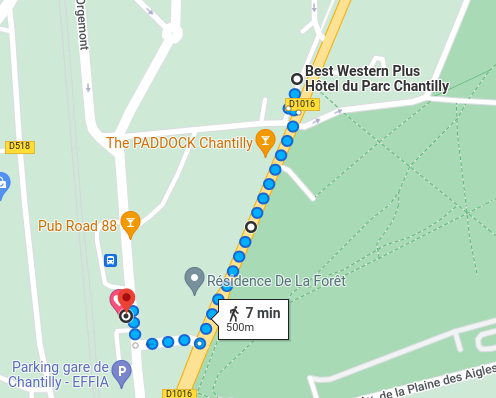 Orgemont
Best Western Plus
Hôtel du Parc Chantilly
D1016
The PADDOCK Chantilly
D518
Pub Road 88
Résidence De La Forêt
7 min
500m
Parking gare de
Chantilly - EFFIA
de la Plaine des Aigles
D1016